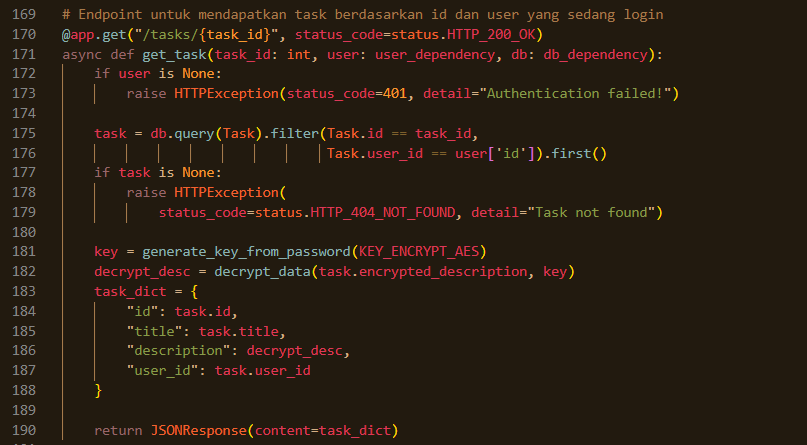 169 # Endpoint untuk mendapatkan task berdasarkan id dan user yang sedang login
170 @app.get("/tasks/{task_id}", status_code=status.HTTP_200_OK)
171 async def get_task(task_id: int, user: user_dependency, db: db_dependency):
172     if user is None:
173         raise HTTPException(status_code=401, detail="Authentication failed!")
174
175     task = db.query(Task).filter(Task.id == task_id,
176                                  Task.user_id == user['id']).first()
177     if task is None:
178         raise HTTPException(
179             status_code=status.HTTP_404_NOT_FOUND, detail="Task not found")
180
181     key = generate_key_from_password(KEY_ENCRYPT_AES)
182     decrypt_desc = decrypt_data(task.encrypted_description, key)
183     task_dict = {
184         "id": task.id,
185         "title": task.title,
186         "description": decrypt_desc,
187         "user_id": task.user_id
188     }
189
190     return JSONResponse(content=task_dict)